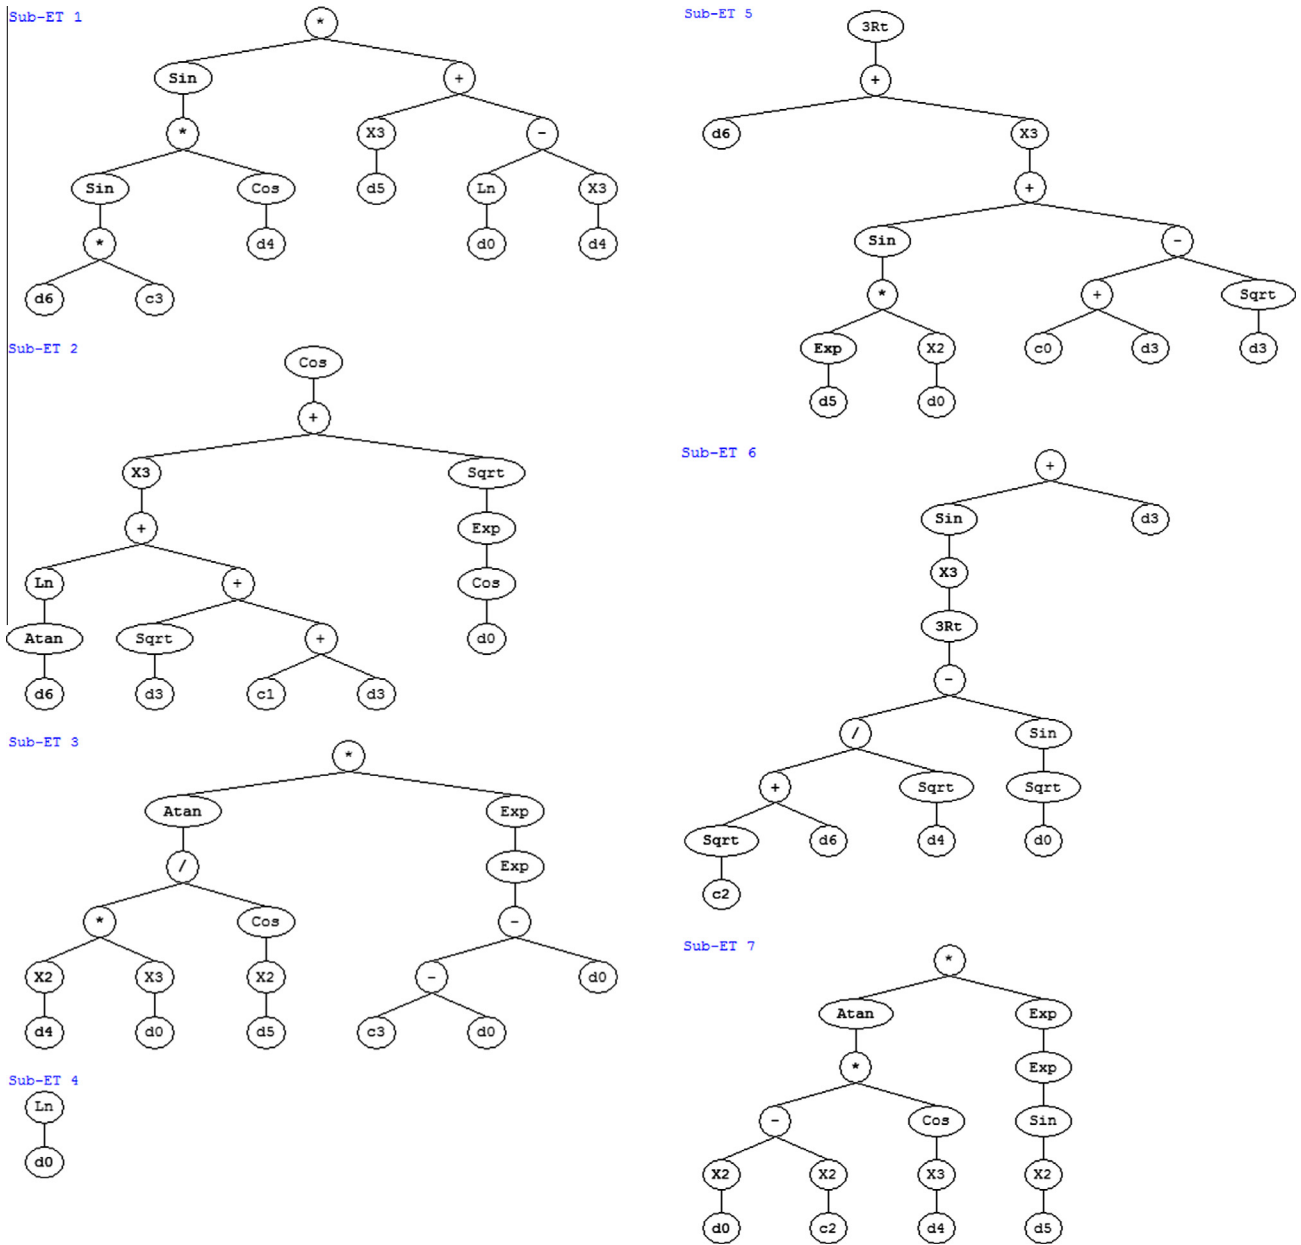 Sub-ET 1
*
Sin +
* X3 -
Sin Cos d5 Ln X3
* d4 d0 d4
d6 c3
Sub-ET 2
Cos
+
X3 Sqrt
+ Exp
Ln + Cos
Atan Sqrt + d0
d6 d3 c1 d3
Sub-ET 3
*
Atan Exp
/ Exp
* Cos -
X2 X3 X2 - d0
d4 d0 d5 c3 d0
Sub-ET 4
Ln
d0
Sub-ET 5
3Rt
+
d6 X3
+
Sin -
* + Sqrt
Exp X2 c0 d3 d3
d5 d0
Sub-ET 6
+
Sin d3
X3
3Rt
-
/ Sin
+ Sqrt Sqrt
Sqrt d6 d4 d0
c2
Sub-ET 7
*
Atan Exp
* Exp
- Cos Sin
X2 X2 X3 X2
d0 c2 d4 d5